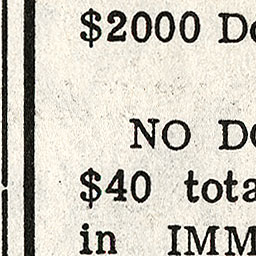 $2000 Do
NO DO
$40 tota
in IMM